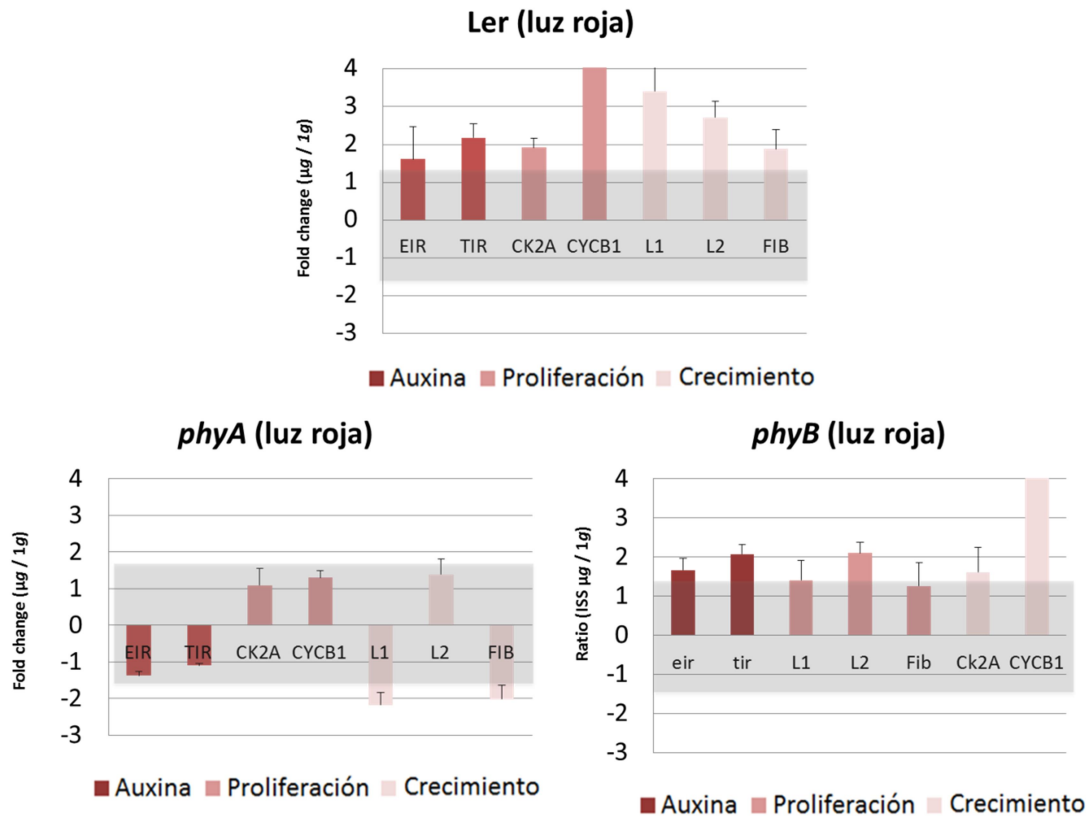 Ler (luz roja)
Fold change (µg / 1g)
4
3
2
1
0
-1
-2
-3
EIR TIR CK2A CYCB1 L1 L2 FIB
Auxina Proliferación Crecimiento
phyA (luz roja)
Fold change (µg / 1g)
4
3
2
1
0
-1
-2
-3
EIR TIR CK2A CYCB1 L1 L2 FIB
Auxina Proliferación Crecimiento
phyB (luz roja)
Ratio (ISS µg / 1g)
4
3
2
1
0
-1
-2
-3
eir tir L1 L2 Fib Ck2A CYCB1
Auxina Proliferación Crecimiento